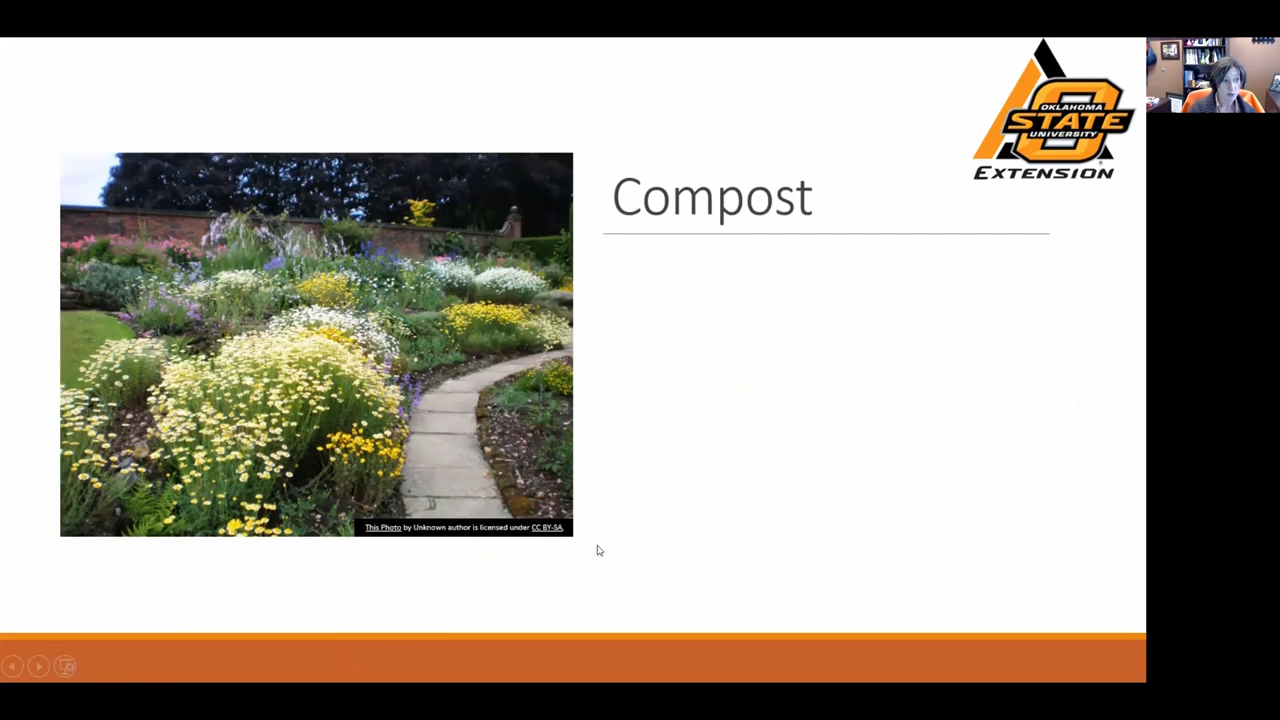 OKLAHOMA
STATE
UNIVERSITY
EXTENSION
Compost
This Photo by Unknown author is licensed under CC BY-SA.